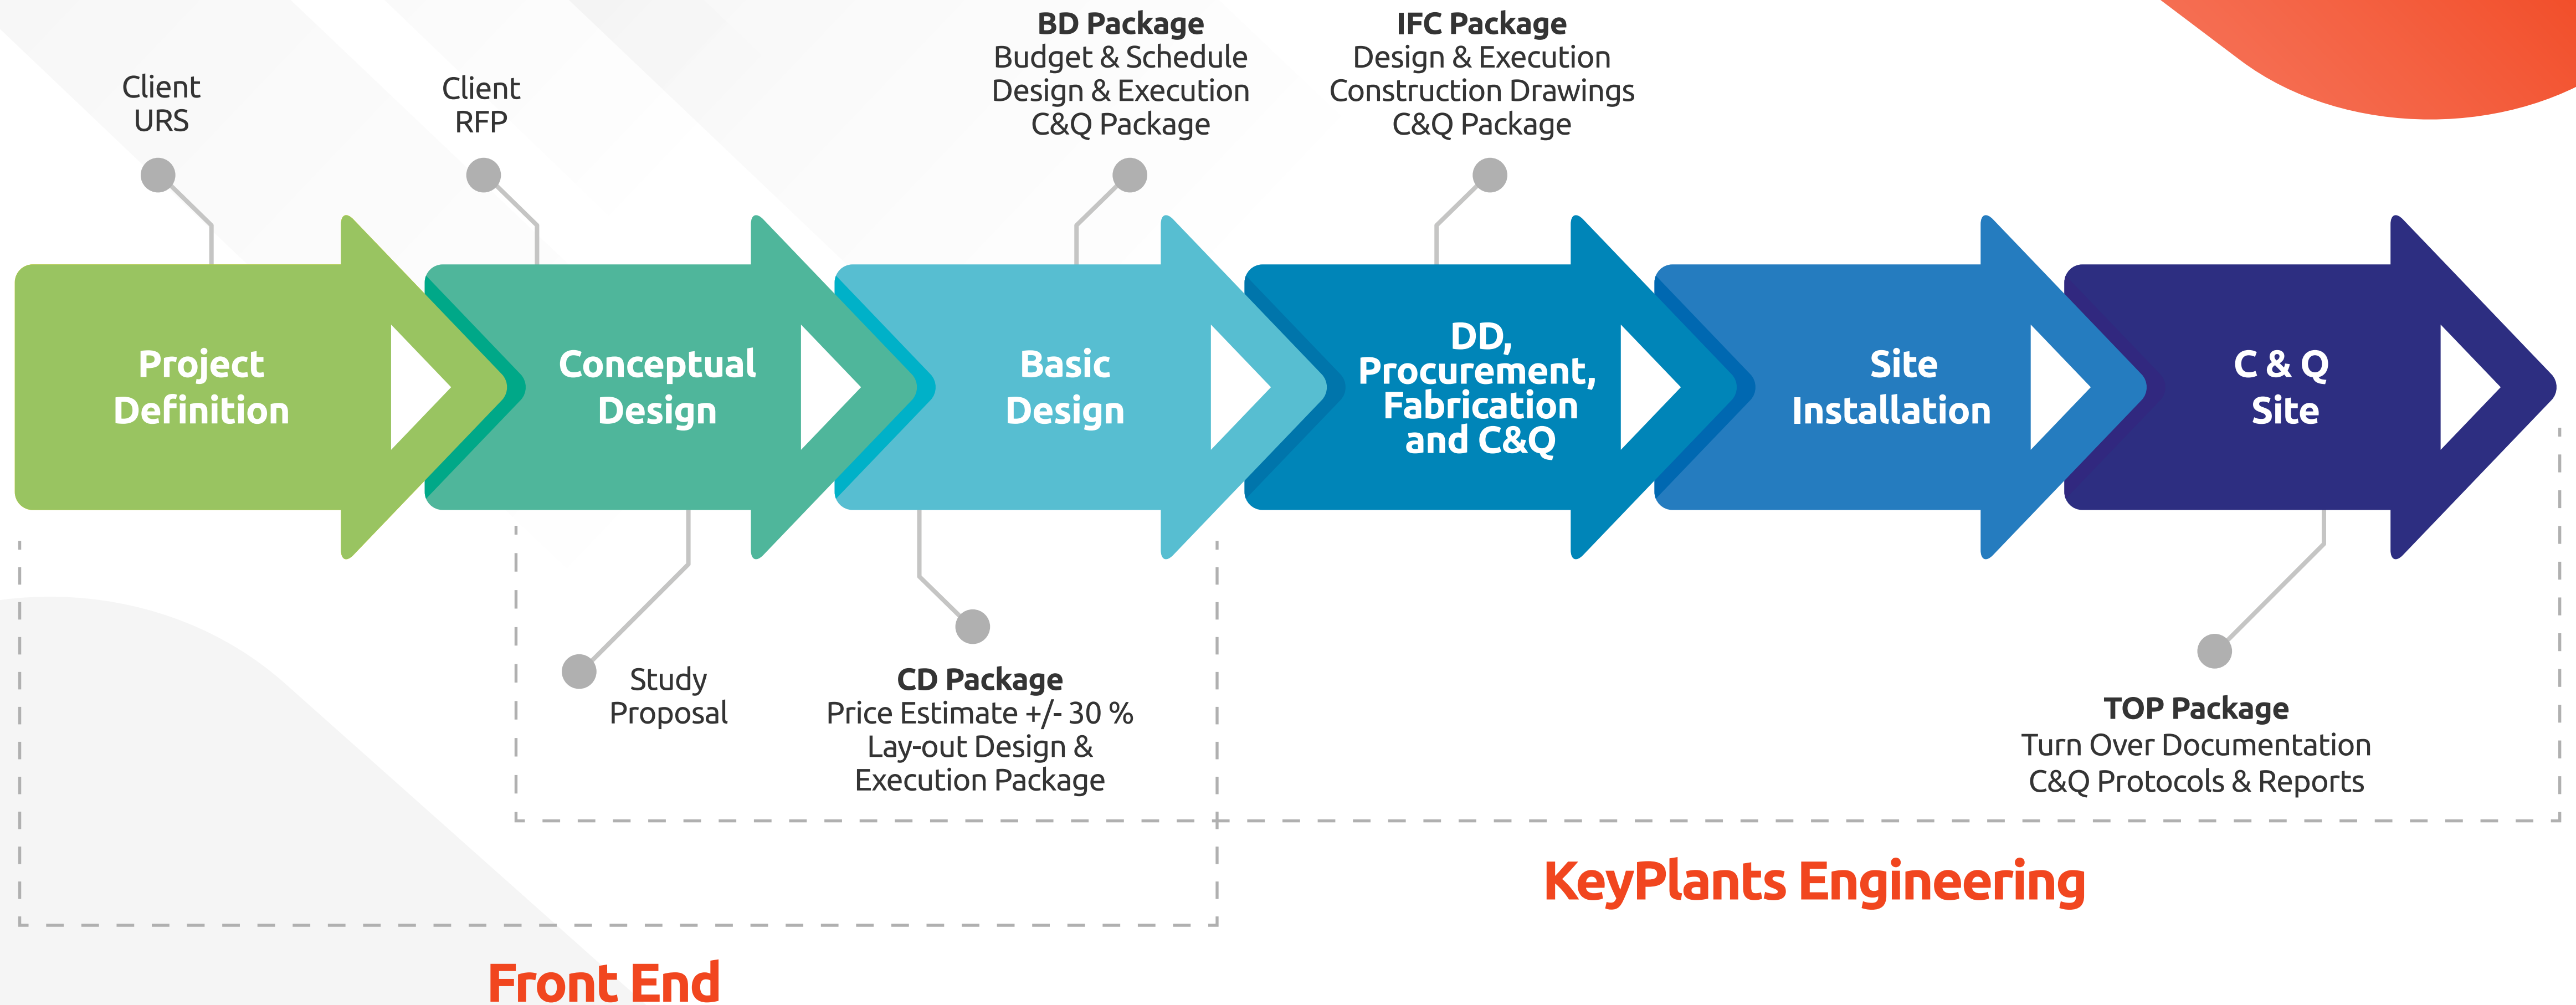 Client
URS
Client
RFP
BD Package
Budget & Schedule
Design & Execution
C&Q Package
IFC Package
Design & Execution
Construction Drawings
C&Q Package
Project
Definition
Conceptual
Design
Basic
Design
DD,
Procurement,
Fabrication
and C&Q
Site
Installation
C & Q
Site
Study
Proposal
CD Package
Price Estimate +/- 30 %
Lay-out Design &
Execution Package
TOP Package
Turn Over Documentation
C&Q Protocols & Reports
KeyPlants Engineering
Front End